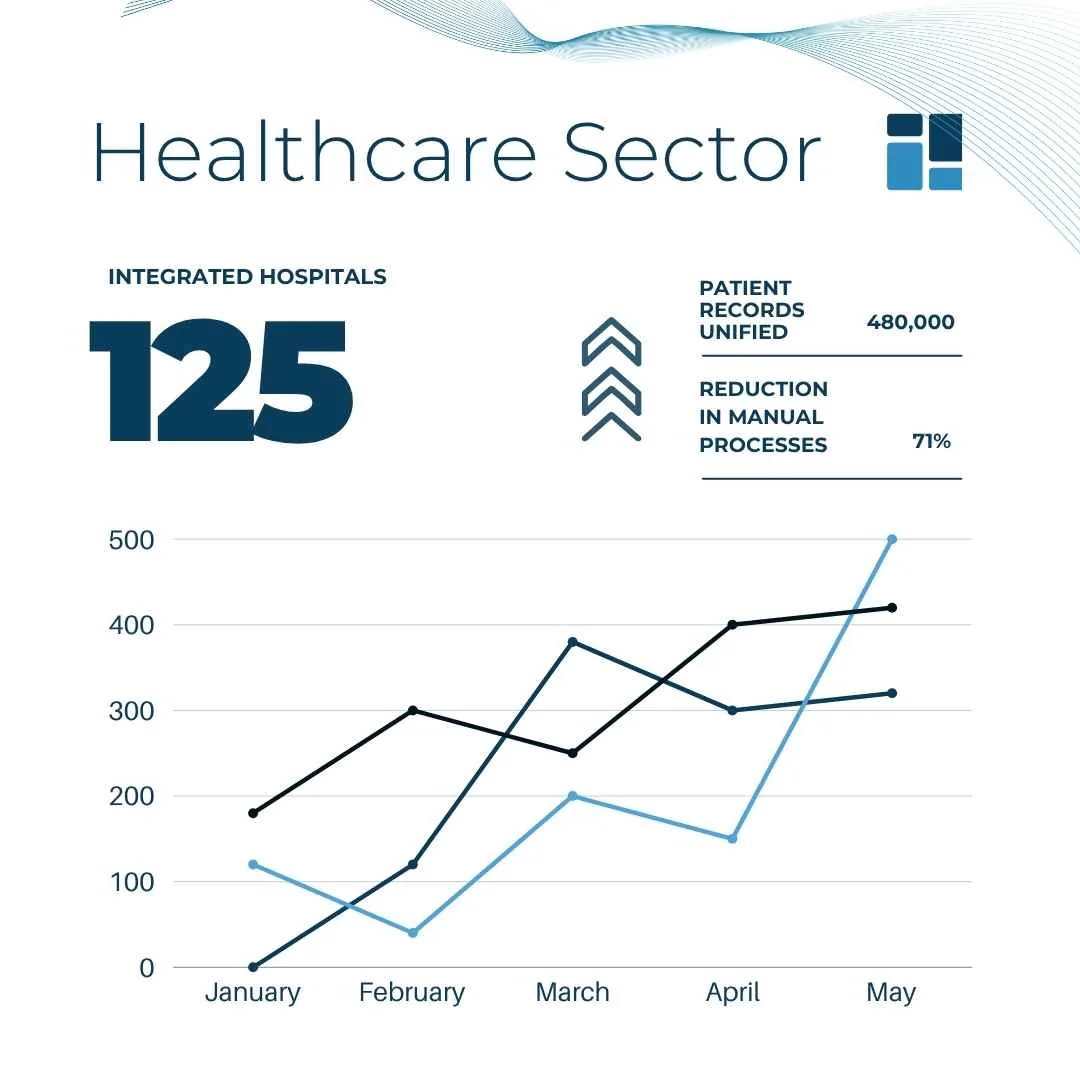 Healthcare Sector
INTEGRATED HOSPITALS
125
PATIENT
RECORDS
UNIFIED
480,000
REDUCTION
IN MANUAL
PROCESSES
71%
500
400
300
200
100
0
January
February
March
April
May